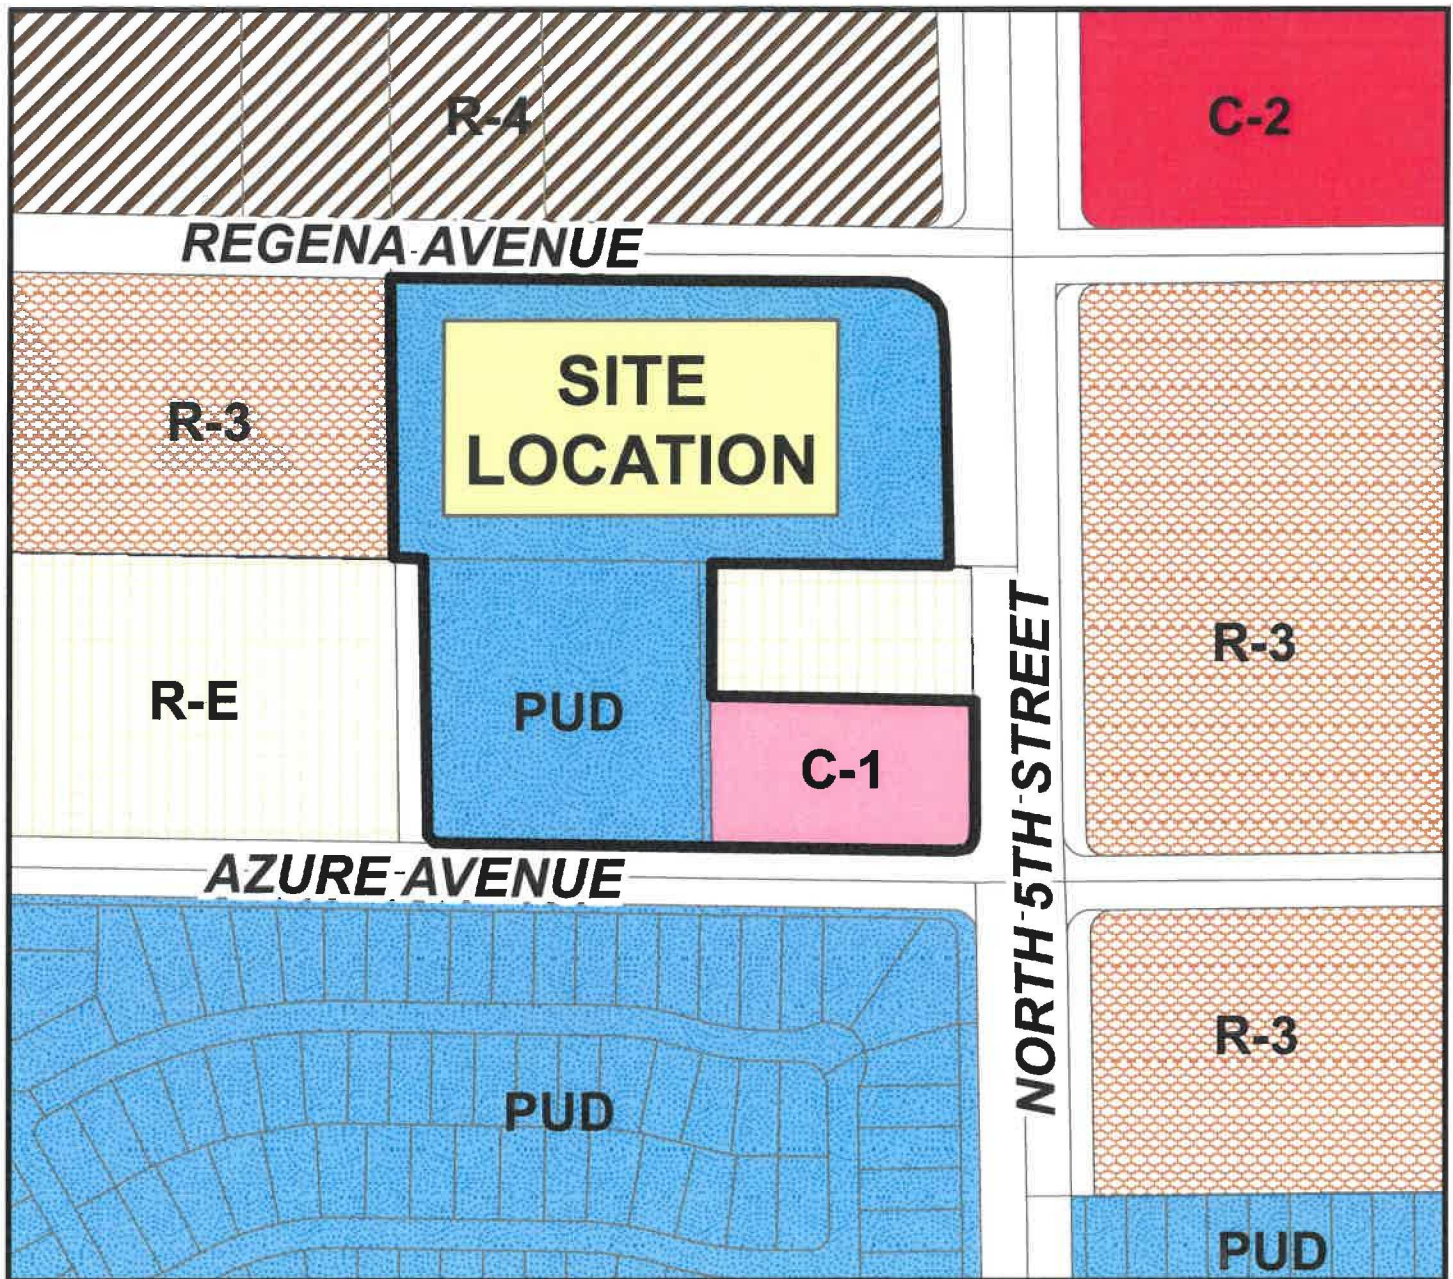 R-4
C-2
REGENA AVENUE
SITE
LOCATION
R-3
R-3
R-E
PUD
C-1
NORTH 5TH STREET
AZURE AVENUE
R-3
PUD
PUD